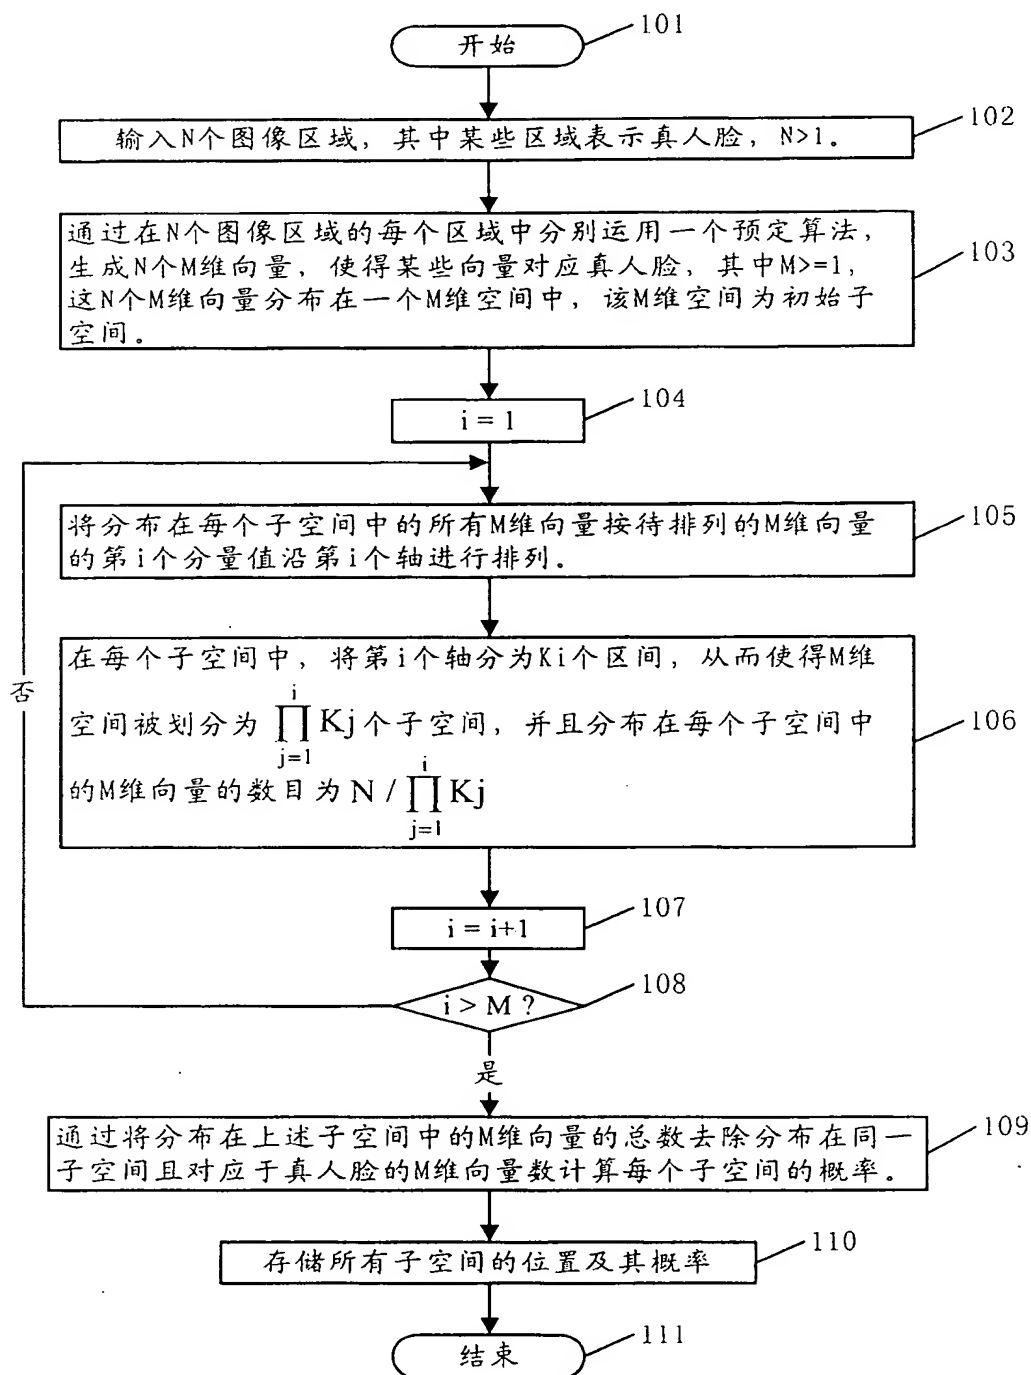 开始
101
输入N个图像区域，其中某些区域表示真人脸，N>1。
102
通过在N个图像区域的每个区域中分别运用一个预定算法，
生成N个M维向量，使得某些向量对应真人脸，其中M>=1，
这N个M维向量分布在一个M维空间中，该M维空间为初始子
空间。
103
i = 1
104
将分布在每个子空间中的所有M维向量按待排列的M维向量
的第i个分量值沿第i个轴进行排列。
105
在每个子空间中，将第i个轴分为Ki个区间，从而使得M维
空间被划分为 ∏_{j=1}^{i} Kj 个子空间，并且分布在每个子空间中
的M维向量的数目为 N / ∏_{j=1}^{i} Kj
106
i = i+1
107
i > M ?
108
否
是
通过将分布在上述子空间中的M维向量的总数去除分布在同一
子空间且对应于真人脸的M维向量数计算每个子空间的概率。
109
存储所有子空间的位置及其概率
110
结束
111